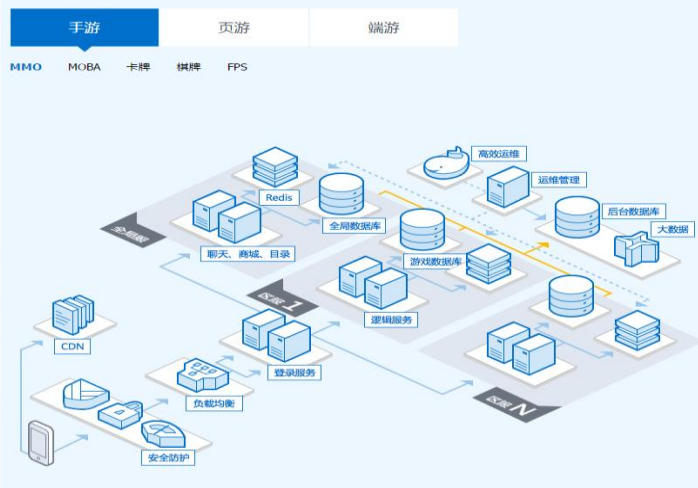 手游 页游 端游
MMO MOBA 卡牌 棋牌 FPS
高效运维
运维管理
Redis
后台数据库
全局数据库
大数据
全局服
聊天、商城、目录
游戏数据库
区服 1
逻辑服务
CDN
登录服务
负载均衡
区服 N
安全防护